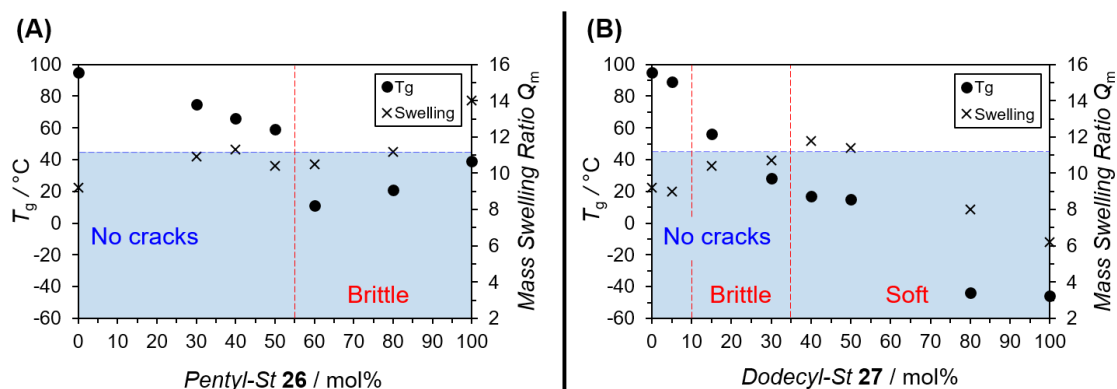 (A)
Tg
Swelling
100
80
60
40
20
0
-20
-40
-60
Tg / °C
16
14
12
10
8
6
4
2
Mass Swelling Ratio Qm
No cracks
Brittle
0 10 20 30 40 50 60 70 80 90 100
Pentyl-St 26 / mol%
(B)
Tg
Swelling
100
80
60
40
20
0
-20
-40
-60
Tg / °C
16
14
12
10
8
6
4
2
Mass Swelling Ratio Qm
No cracks
Brittle
Soft
0 10 20 30 40 50 60 70 80 90 100
Dodecyl-St 27 / mol%